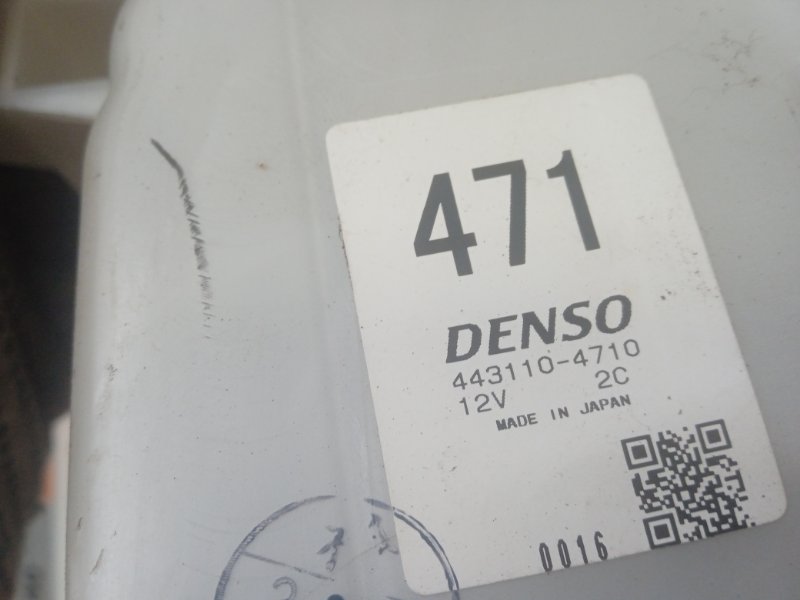 471
DENSO
443110-4710
12V 2C
MADE IN JAPAN
0016